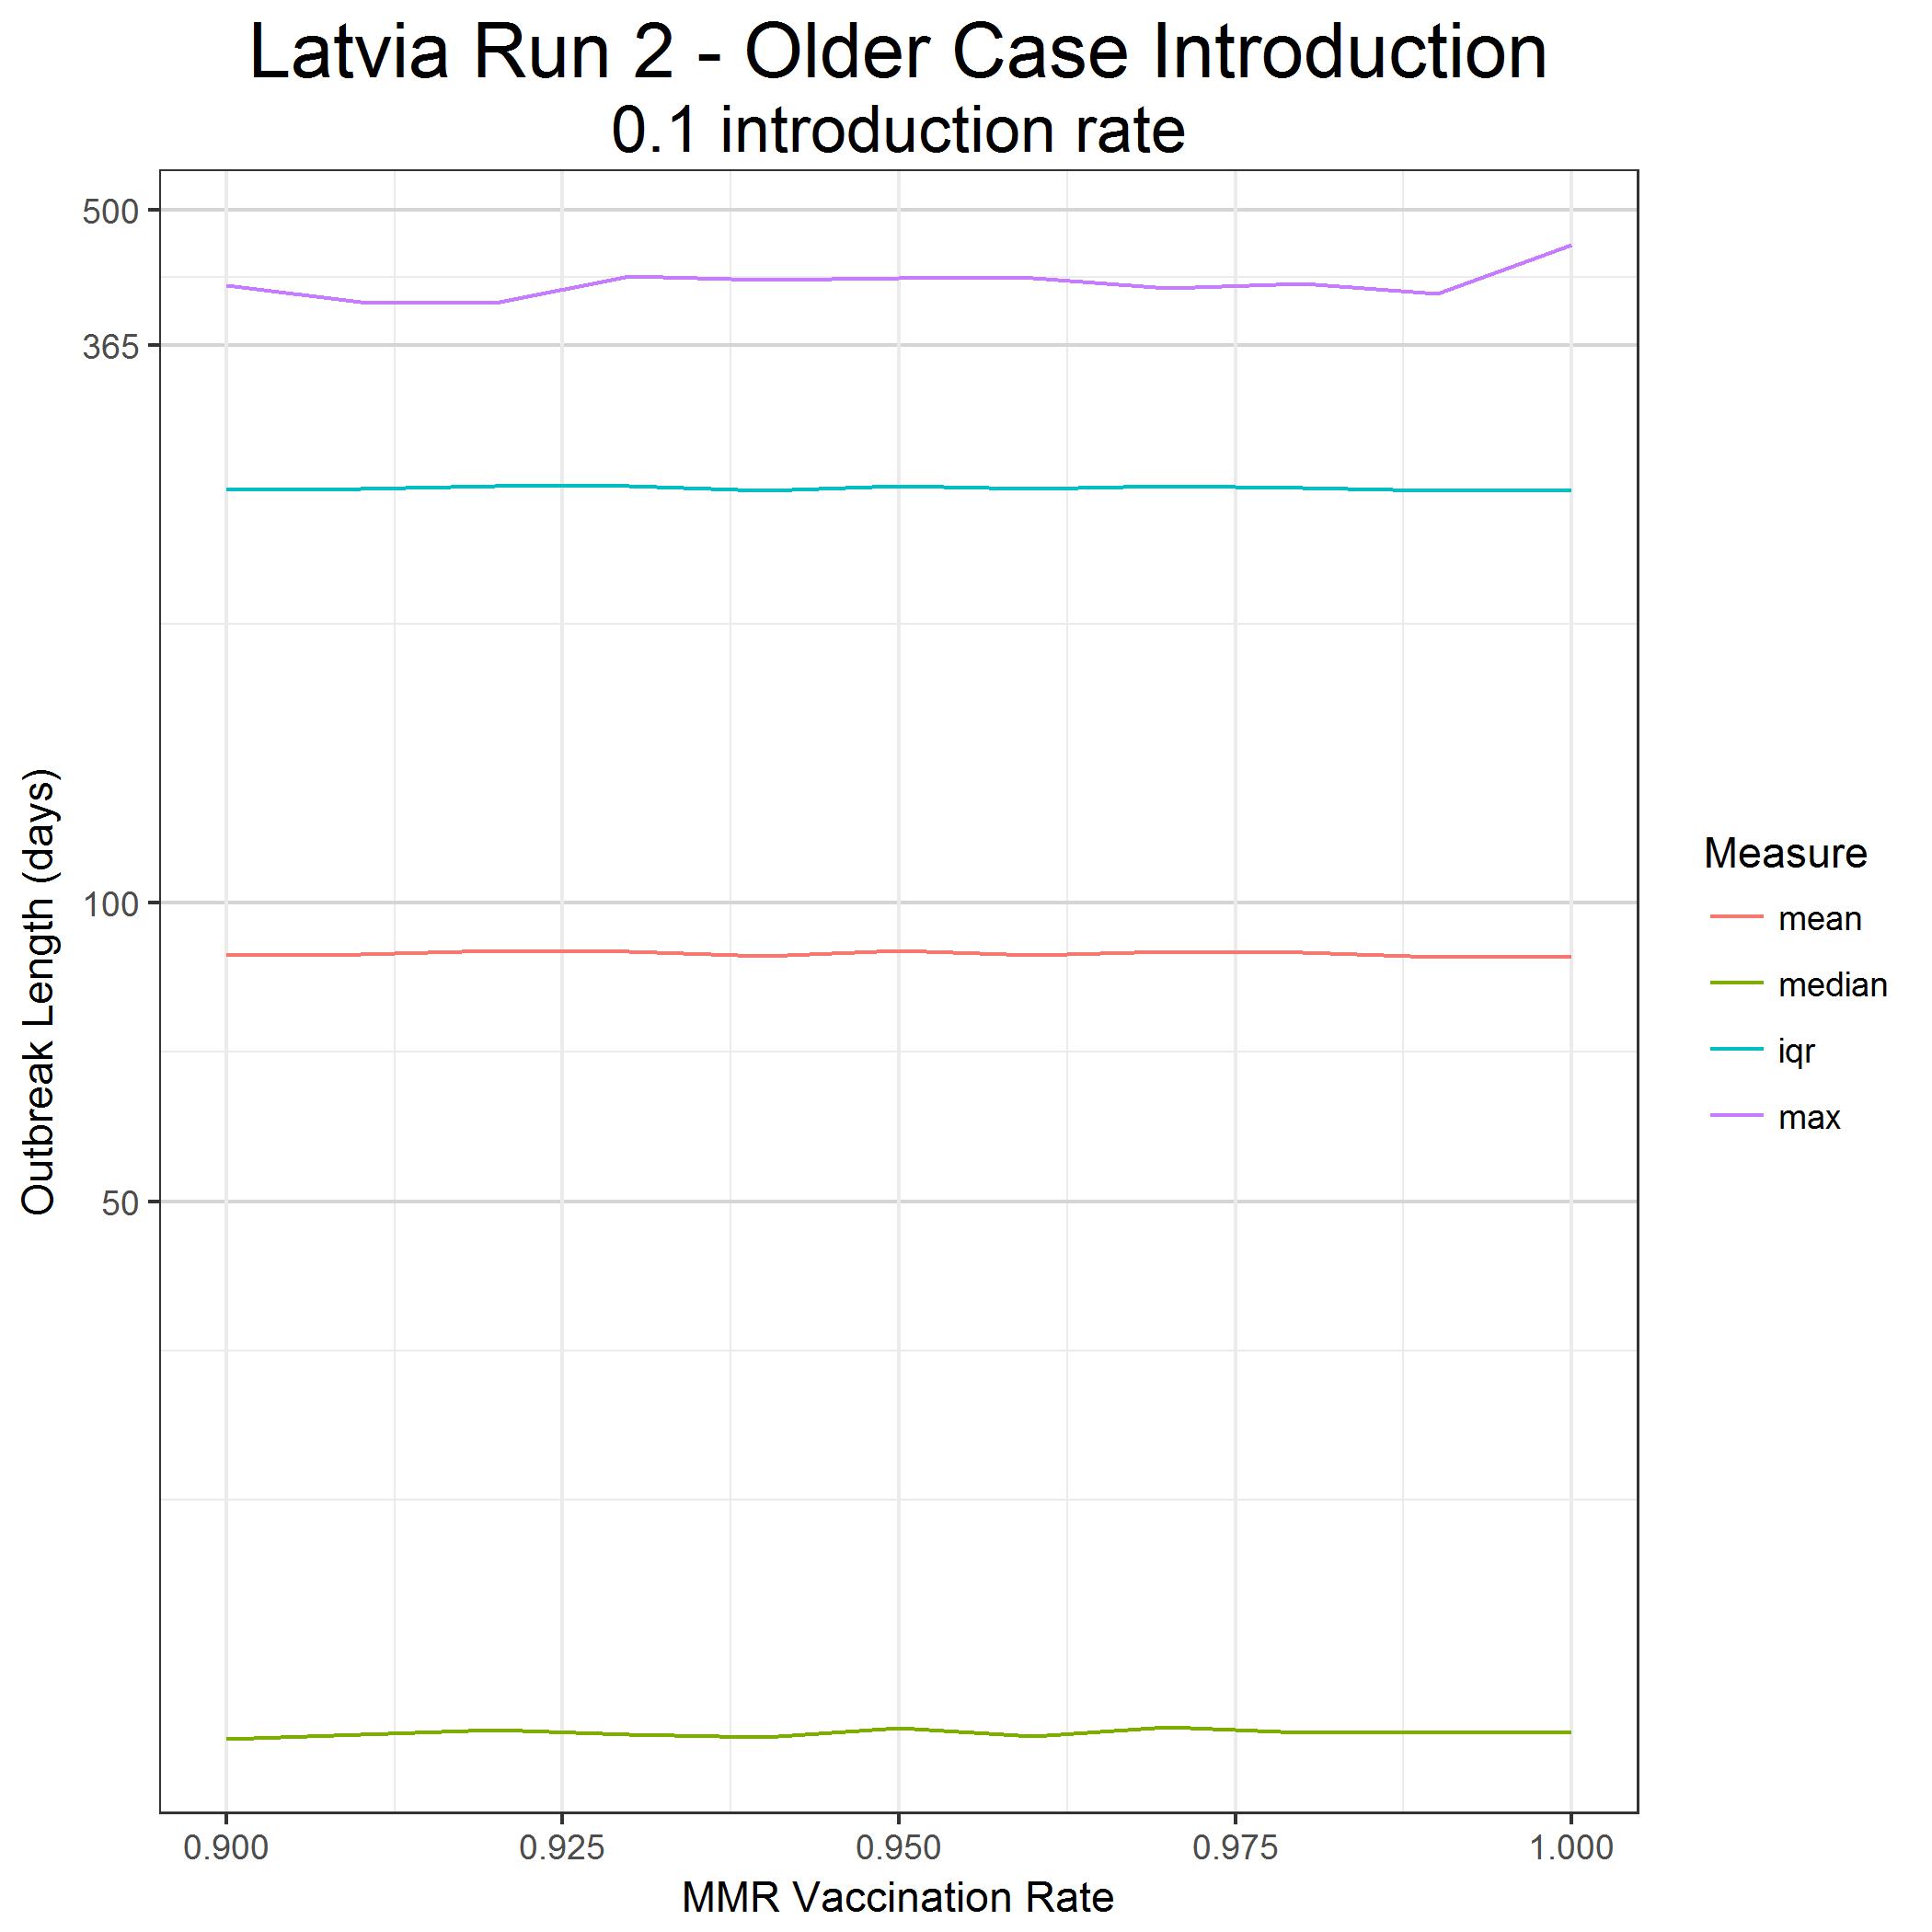 Latvia Run 2 - Older Case Introduction
0.1 introduction rate
500
365
100
50
Outbreak Length (days)
0.900
0.925
0.950
0.975
1.000
MMR Vaccination Rate
Measure
mean
median
iqr
max